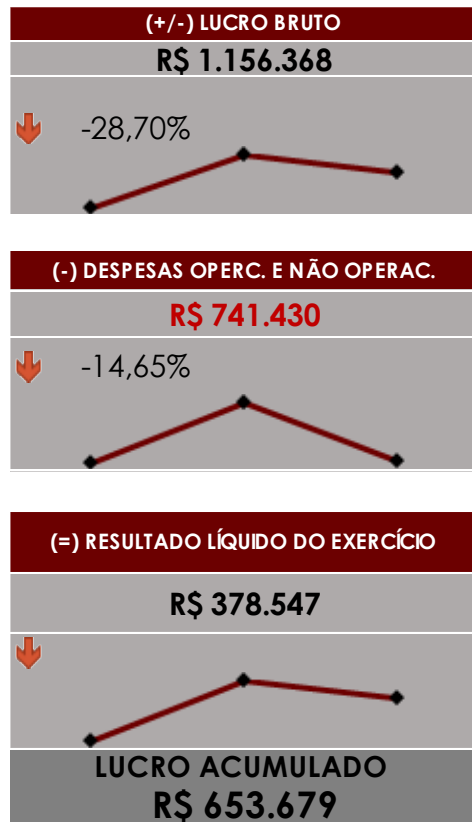 (+/-) LUCRO BRUTO
R$ 1.156.368
-28,70%
(-) DESPESAS OPERC. E NÃO OPERAC.
R$ 741.430
-14,65%
(=) RESULTADO LÍQUIDO DO EXERCÍCIO
R$ 378.547
LUCRO ACUMULADO
R$ 653.679